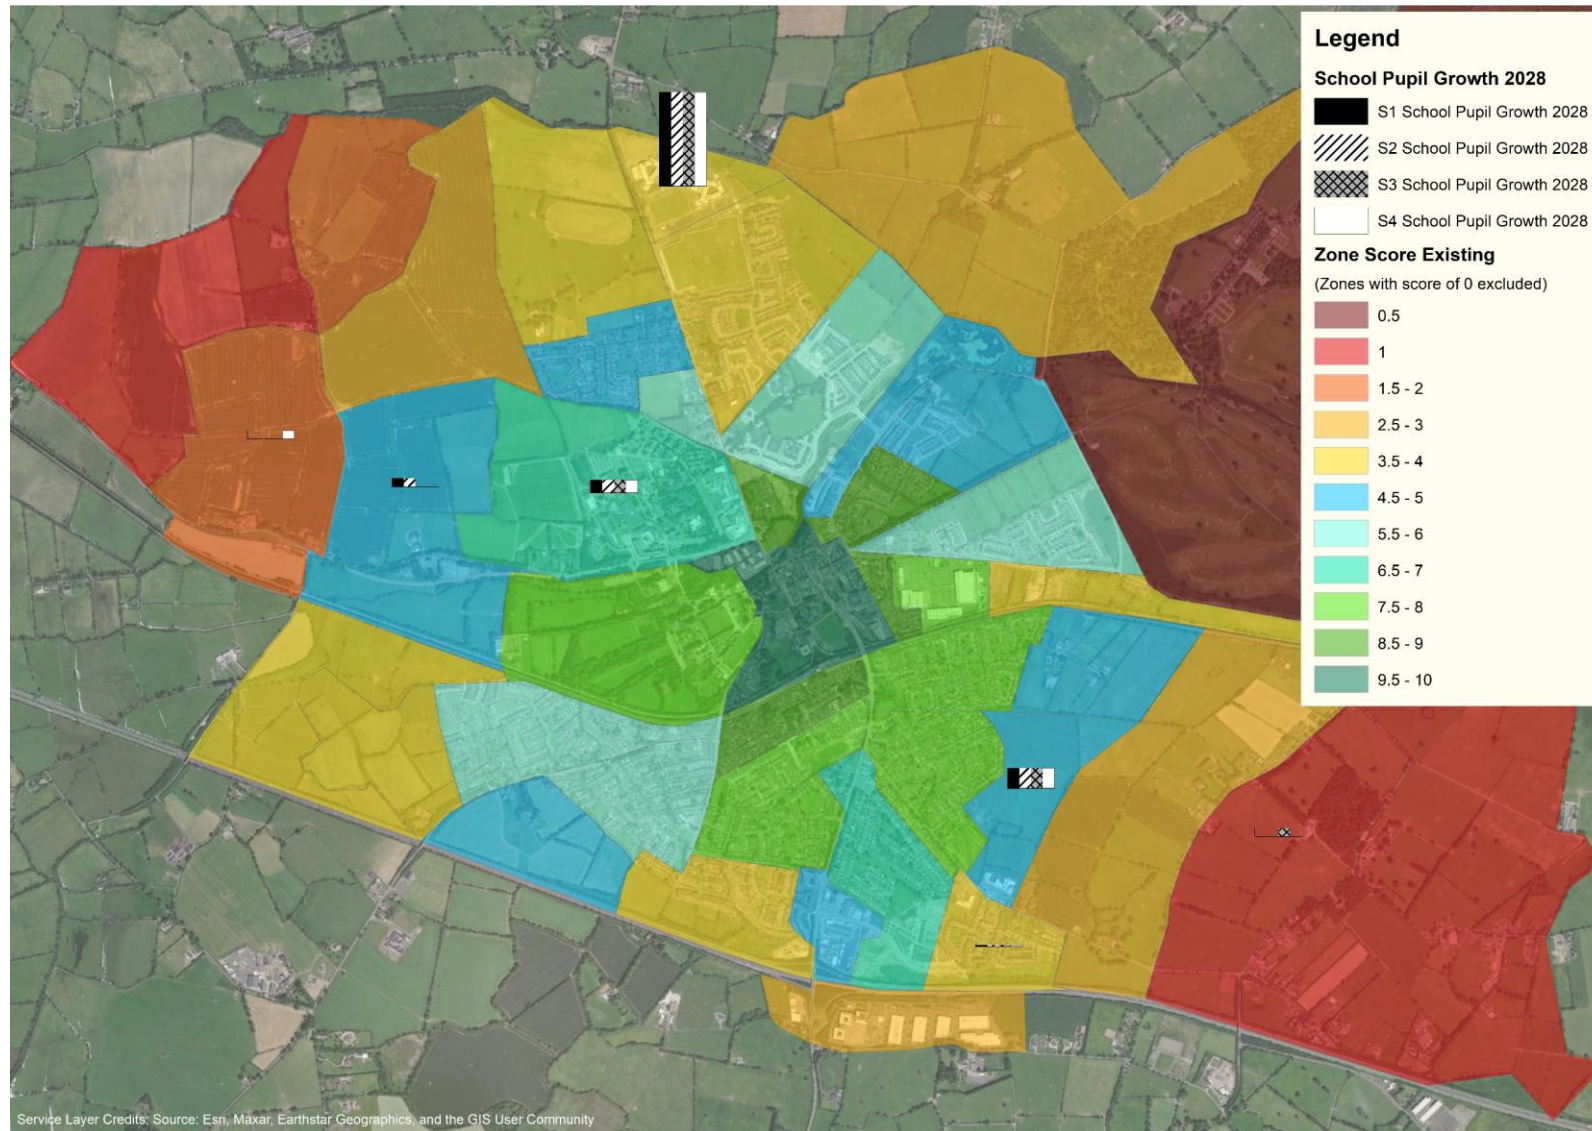 Legend
School Pupil Growth 2028
S1 School Pupil Growth 2028
S2 School Pupil Growth 2028
S3 School Pupil Growth 2028
S4 School Pupil Growth 2028
Zone Score Existing
(Zones with score of 0 excluded)
0.5
1
1.5 - 2
2.5 - 3
3.5 - 4
4.5 - 5
5.5 - 6
6.5 - 7
7.5 - 8
8.5 - 9
9.5 - 10
Service Layer Credits: Source: Esri, Maxar, Earthstar Geographics, and the GIS User Community